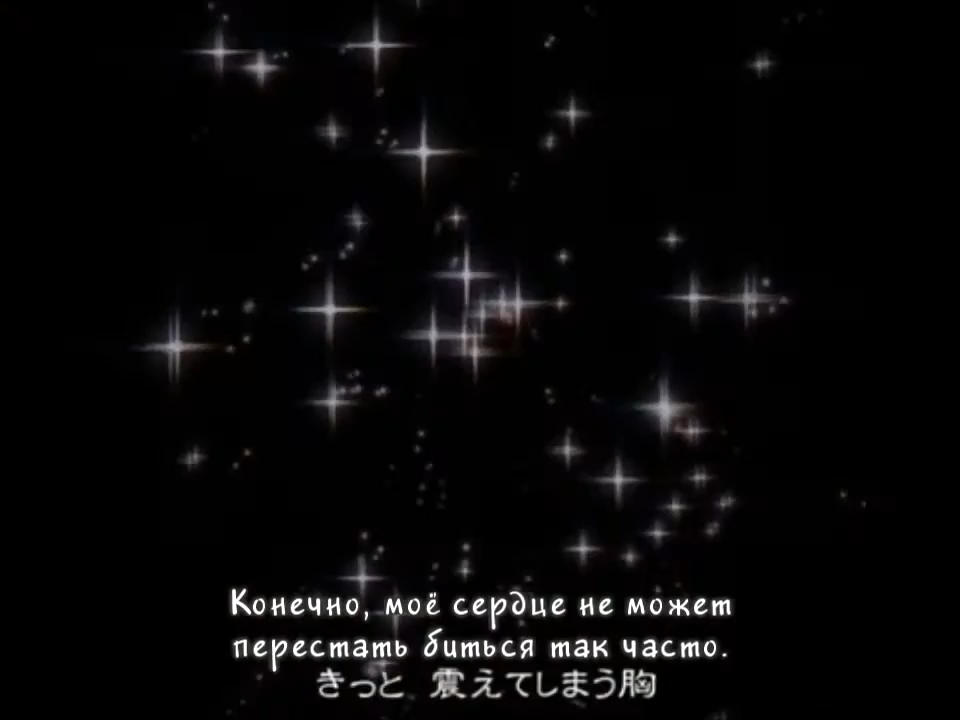 Конечно, моё сердце не может
перестать биться так часто.
きっと 震えてしまう胸